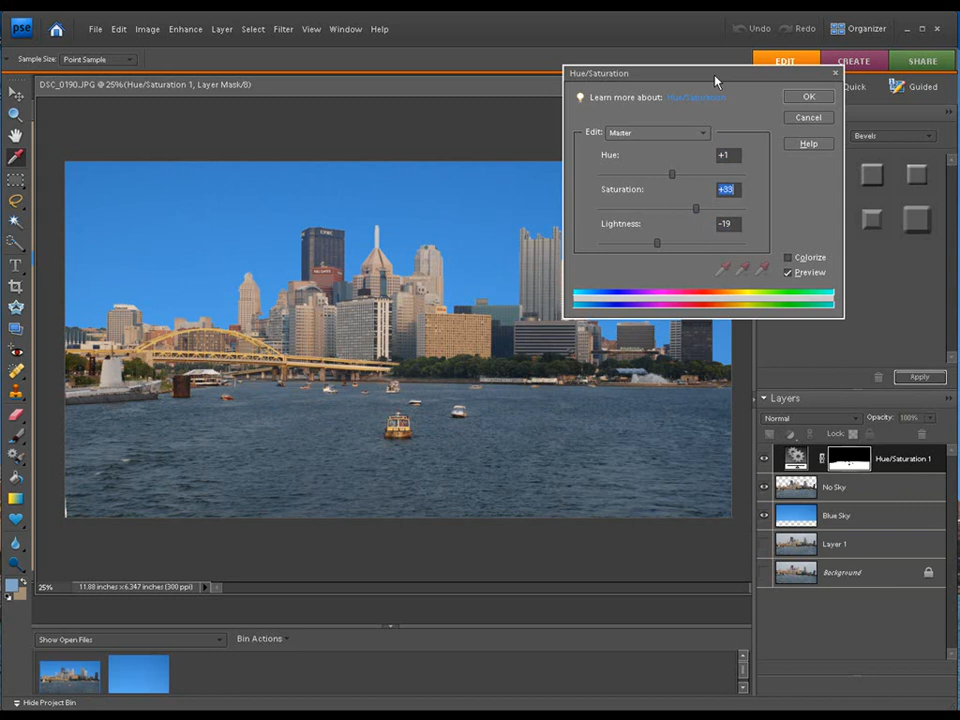 pse File Edit Image Enhance Layer Select Filter View Window Help Undo Redo Organizer
Sample Size: Point Sample
EDIT CREATE SHARE
DSC_0190.JPG @ 25%(Hue/Saturation 1, Layer Mask/8)
Quick Guided
Hue/Saturation
Learn more about: Hue/Saturation
OK
Cancel
Help
Edit: Master
Hue: +1
Saturation: +33
Lightness: -19
Colorize
Preview
Bevels
Apply
Layers
Normal Opacity: 100%
Lock:
Hue/Saturation 1
No Sky
Blue Sky
Layer 1
Background
25% 11.88 inches x 6.347 inches (300 ppi)
Show Open Files Bin Actions
Hide Project Bin